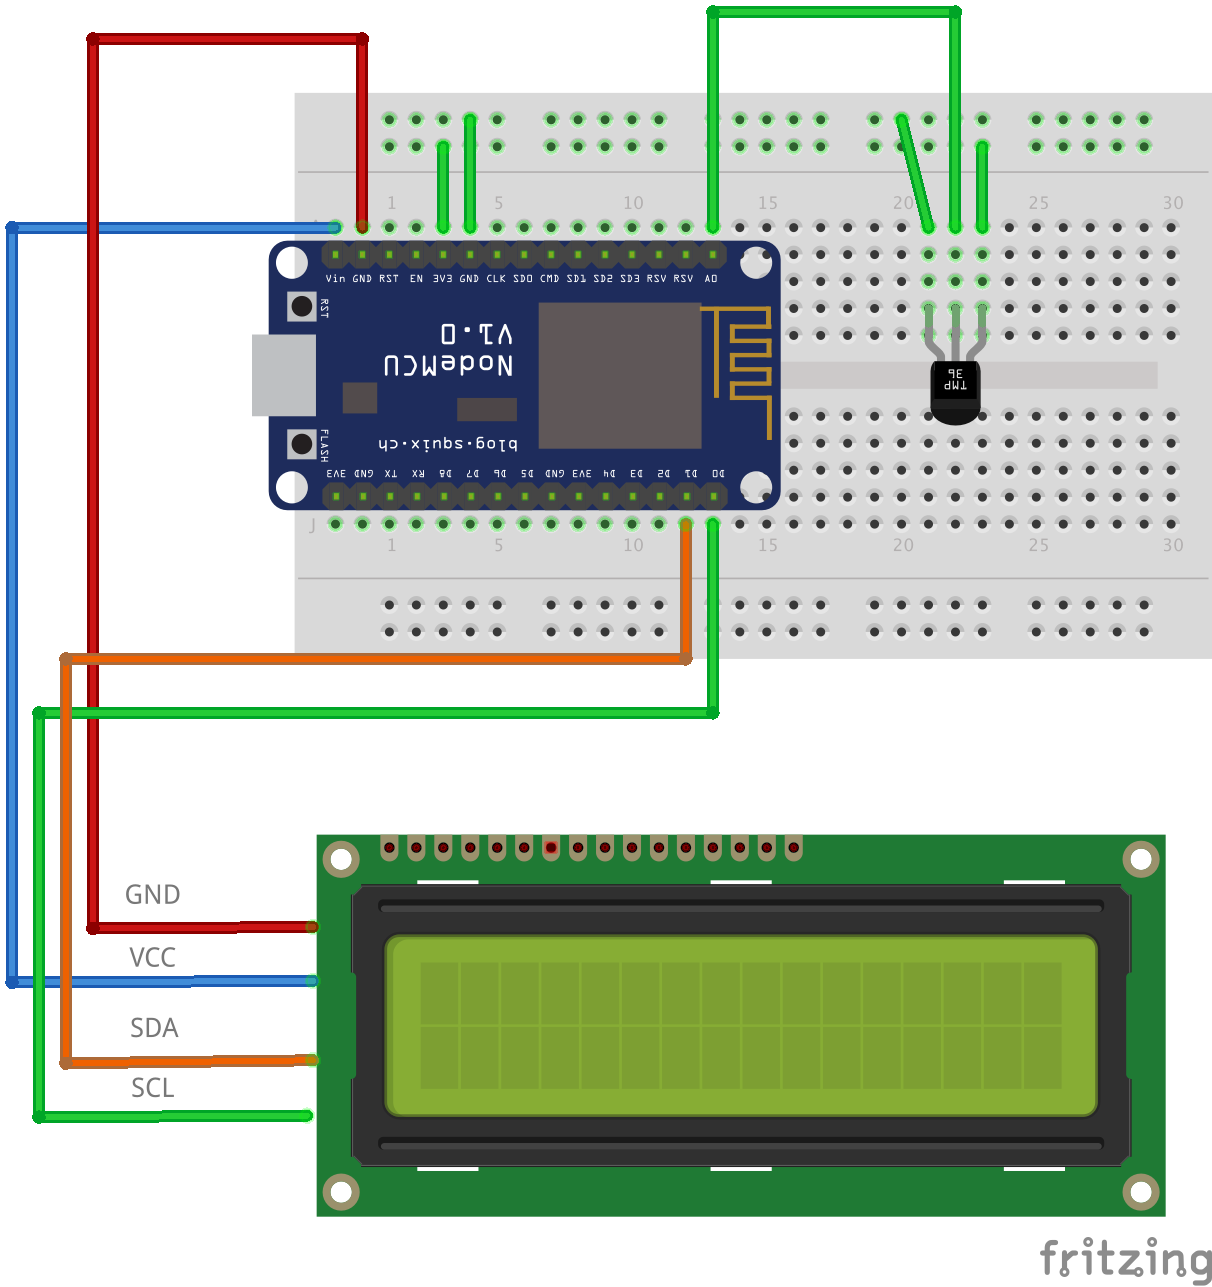 1 5 10 15 20 25 30
Vin GND RST EN 3V3 GND CLK SD0 CMD SD1 SD2 SD3 RSV RSV A0
RST
V1.0
NodeMCU
TMP
36
blog.squix.ch
FLASH
3V3 GND TX RX D8 D7 D6 D5 GND 3V3 D4 D3 D2 D1 D0
J
1 5 10 15 20 25 30
GND
VCC
SDA
SCL
fritzing